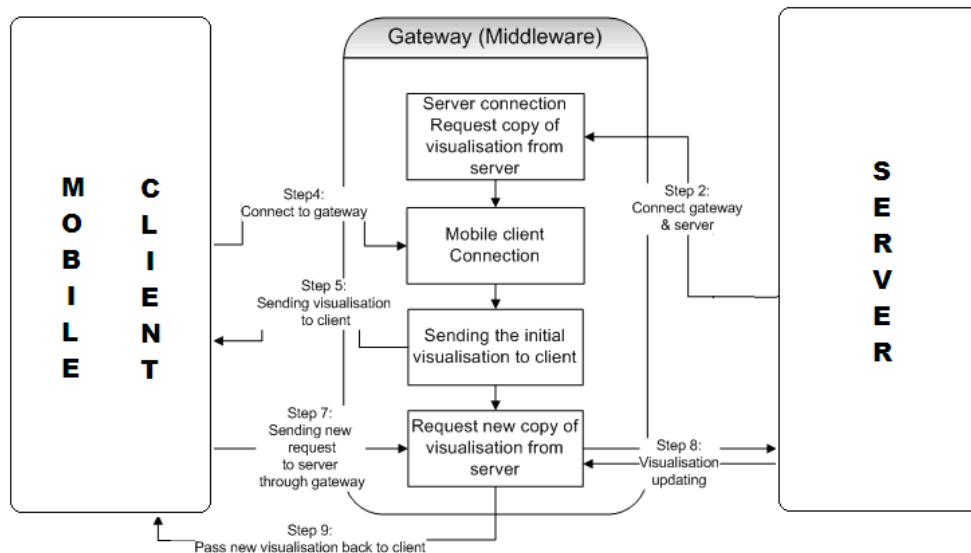 Gateway (Middleware)
Server connection
Request copy of
visualisation from
server
MOBILE
CLIENT
SERVER
Step4:
Connect to gateway
Step 2:
Connect gateway
& server
Mobile client
Connection
Step 5:
Sending visualisation
to client
Sending the initial
visualisation to client
Step 7:
Sending new
request
to server
through gateway
Request new copy of
visualisation from
server
Step 8:
Visualisation
updating
Step 9:
Pass new visualisation back to client